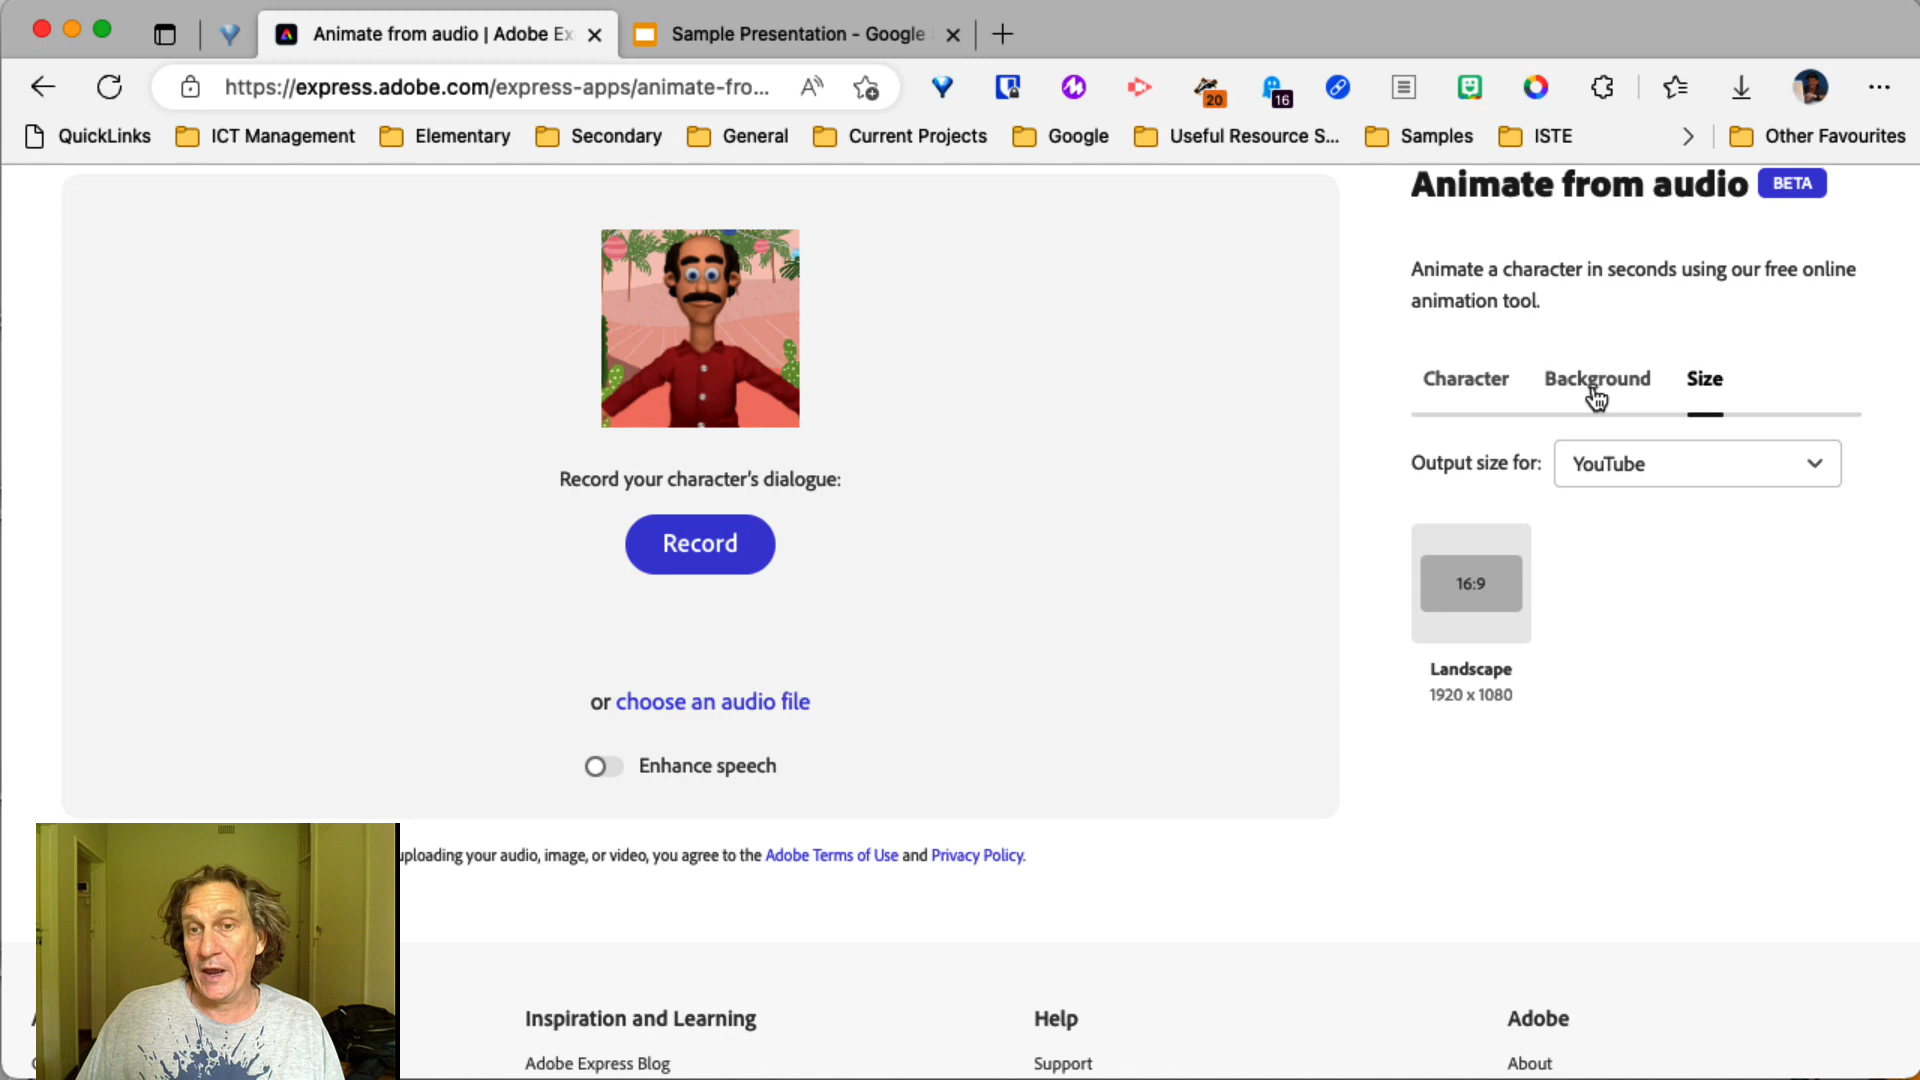 Animate from audio | Adobe Ex
Sample Presentation - Google
https://express.adobe.com/express-apps/animate-fro...
20
16
QuickLinks
ICT Management
Elementary
Secondary
General
Current Projects
Google
Useful Resource S...
Samples
ISTE
Other Favourites
Animate from audio BETA
Animate a character in seconds using our free online
animation tool.
Character
Background
Size
Output size for:
YouTube
16:9
Landscape
1920 x 1080
Record your character's dialogue:
Record
or choose an audio file
Enhance speech
uploading your audio, image, or video, you agree to the Adobe Terms of Use and Privacy Policy.
Inspiration and Learning
Help
Adobe
Adobe Express Blog
Support
About